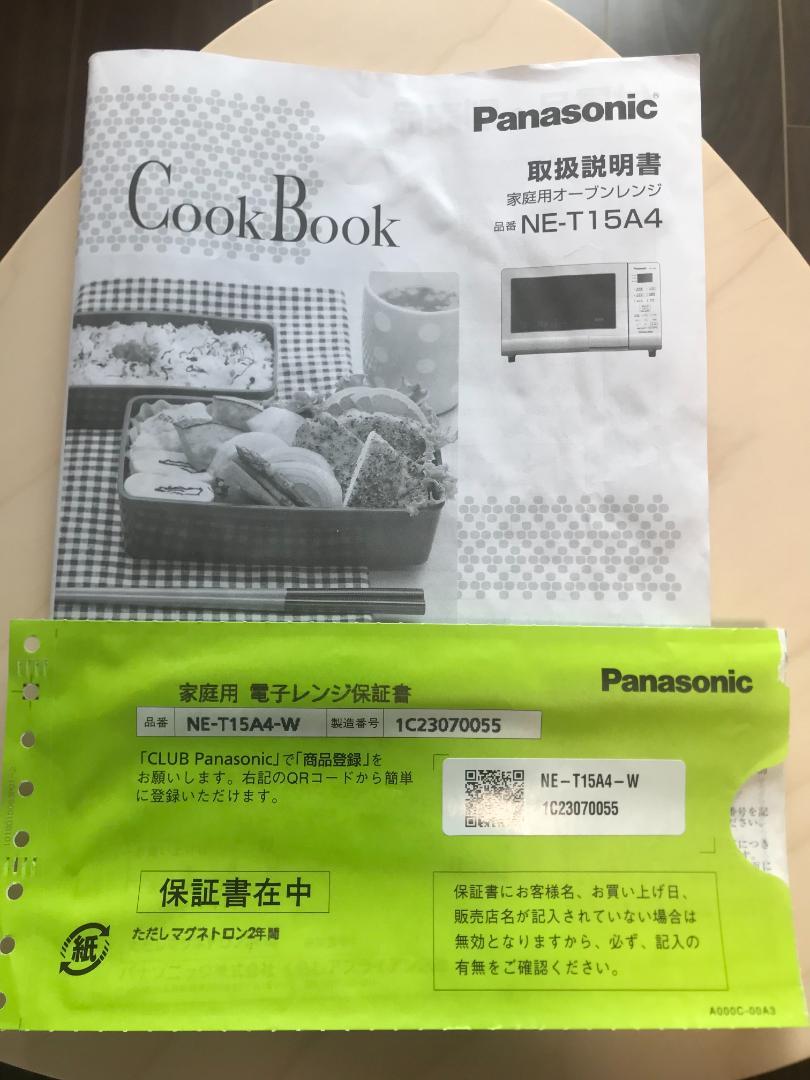 Panasonic®
取扱説明書
家庭用オーブンレンジ
品番 NE-T15A4
CookBook
Panasonic
家庭用 電子レンジ保証書
品番 NE-T15A4-W 製造番号 1C23070055
「CLUB Panasonic」で「商品登録」を
お願いします。右記のQRコードから簡単
に登録いただけます。
NE-T15A4-W
1C23070055
保証書在中
ただしマグネトロン2年間
紙
保証書にお客様名、お買い上げ日、
販売店名が記入されていない場合は
無効となりますから、必ず、記入の
有無をご確認ください。
A000C-00A3